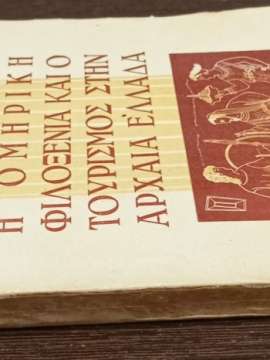 Η ΟΜΗΡΙΚΗ
ΦΙΛΟΞΕΝΙΑ ΚΑΙ Ο
ΤΟΥΡΙΣΜΟΣ ΣΤΗΝ
ΑΡΧΑΙΑ ΕΛΛΑΔΑ